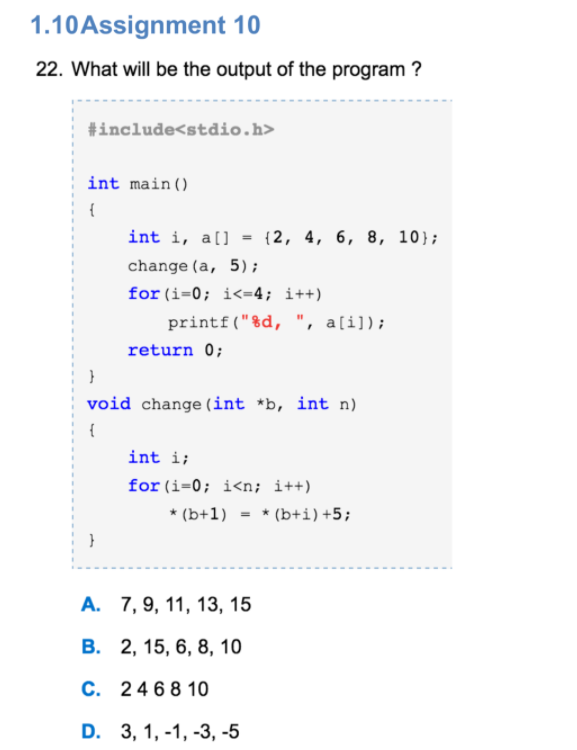 1.10Assignment 10
22. What will be the output of the program ?
#include<stdio.h>
int main()
{
int i, a[] = {2, 4, 6, 8, 10};
change(a, 5);
for(i=0; i<=4; i++)
printf("%d, ", a[i]);
return 0;
}
void change(int *b, int n)
{
int i;
for(i=0; i<n; i++)
*(b+1) = *(b+i)+5;
}
A. 7, 9, 11, 13, 15
B. 2, 15, 6, 8, 10
C. 2 4 6 8 10
D. 3, 1, -1, -3, -5